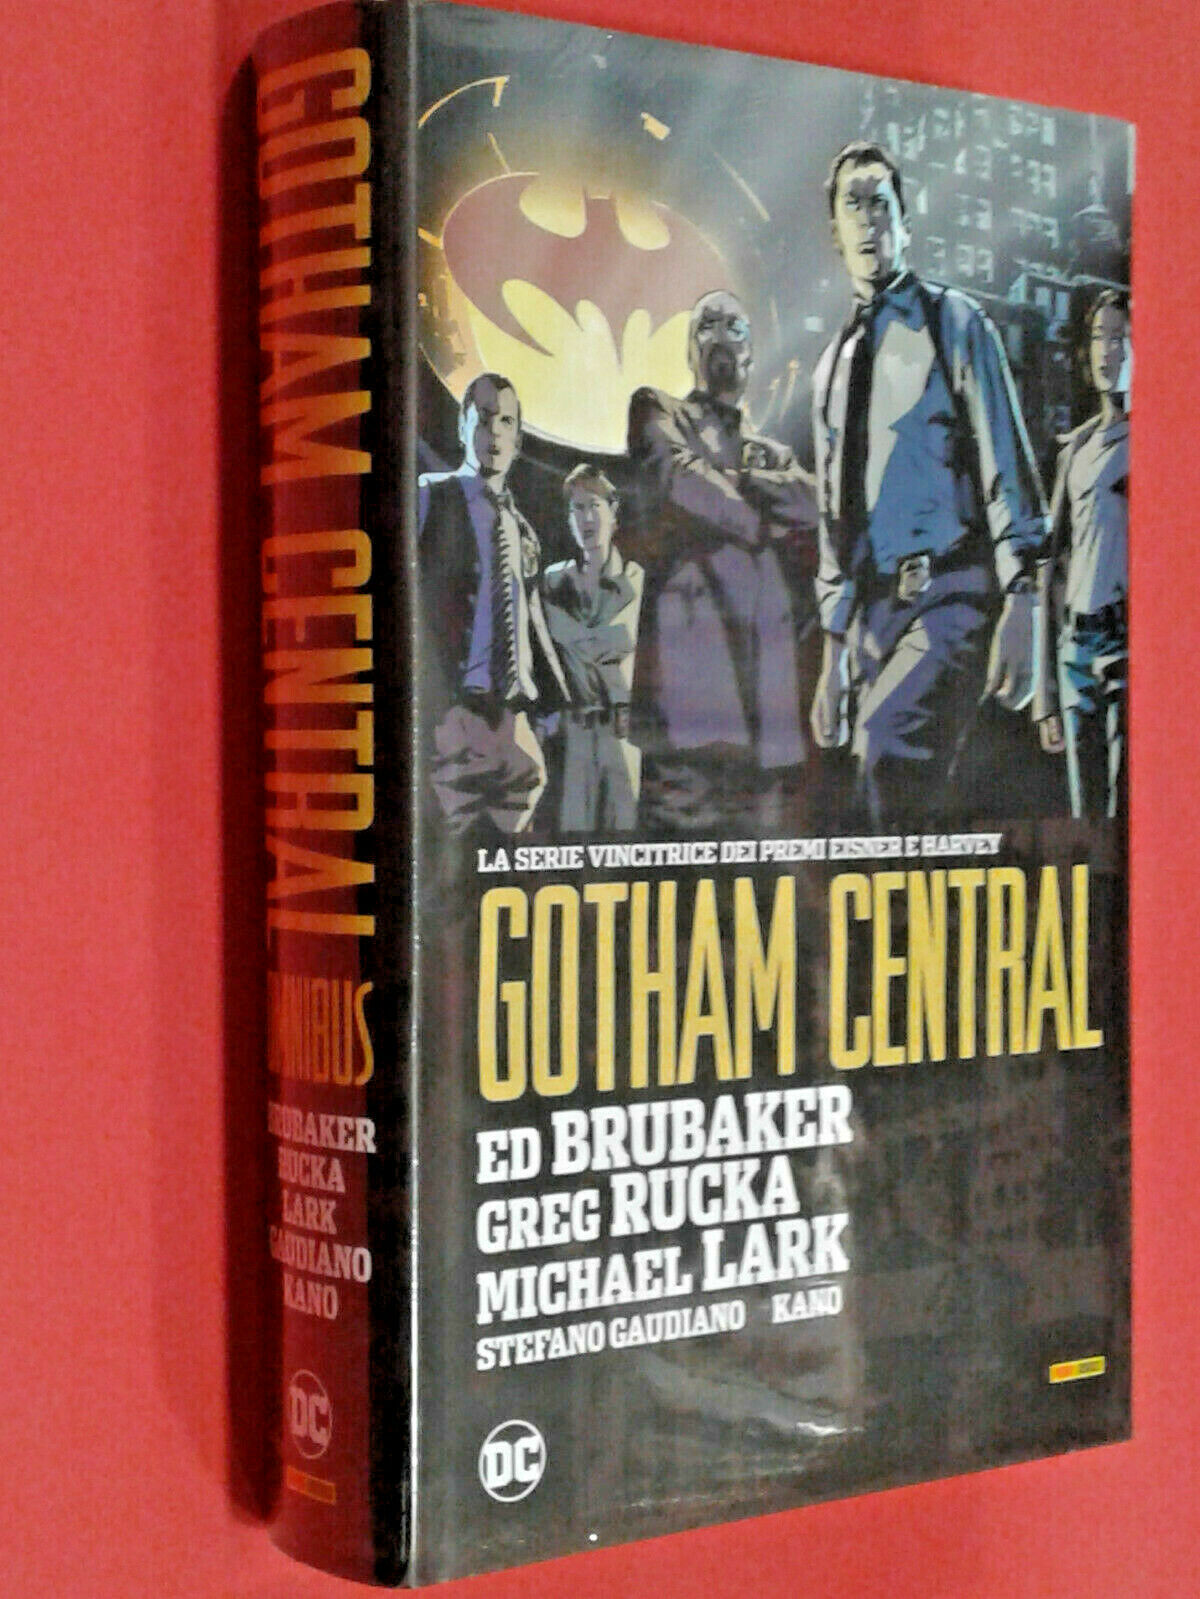 GOTHAM CENTRAL
OMNIBUS
BRUBAKER
RUCKA
LARK
GAUDIANO
KANO
DC
LA SERIE VINCITRICE DEI PREMI EISNER E HARVEY
GOTHAM CENTRAL
ED BRUBAKER
GREG RUCKA
MICHAEL LARK
STEFANO GAUDIANO KANO
DC